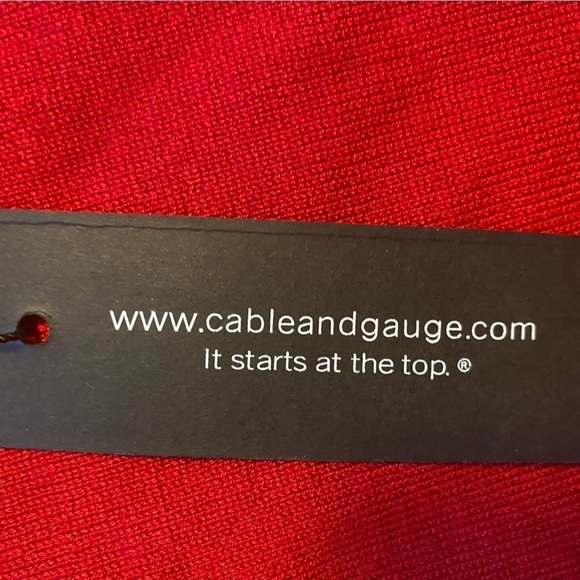 www.cableandgauge.com
It starts at the top.®